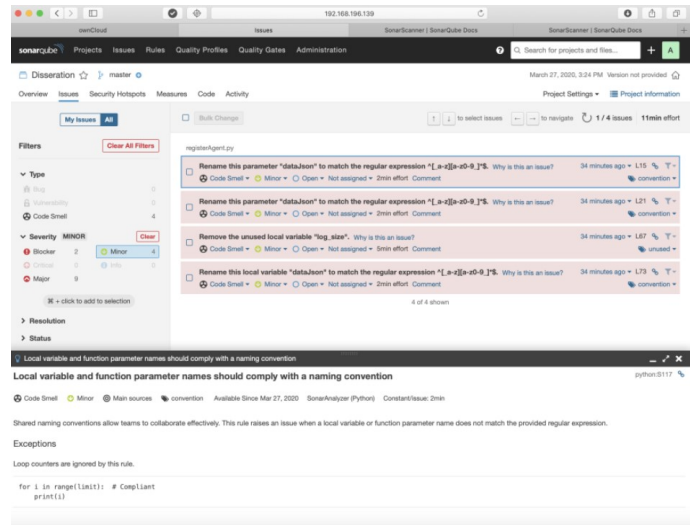 192.168.196.139
ownCloud
Issues
SonarScanner | SonarQube Docs
SonarScanner | SonarQube Docs
sonarqube Projects Issues Rules Quality Profiles Quality Gates Administration
Search for projects and files...
A
Disseration master
March 27, 2020, 3:24 PM Version not provided
Overview Issues Security Hotspots Measures Code Activity
Project Settings Project information
My Issues All
Bulk Change
to select issues
to navigate
1 / 4 issues 11min effort
Filters
Clear All Filters
Type
Bug 0
Vulnerability 0
Code Smell 4
Severity MINOR Clear
Blocker 2 Minor 4
Critical 0 Info 0
Major 9
⌘ + click to add to selection
Resolution
Status
registerAgent.py
Rename this parameter "dataJson" to match the regular expression ^[_a-z][a-z0-9_]*$. Why is this an issue? 34 minutes ago L15
Code Smell Minor Open Not assigned 2min effort Comment convention
Rename this parameter "dataJson" to match the regular expression ^[_a-z][a-z0-9_]*$. Why is this an issue? 34 minutes ago L21
Code Smell Minor Open Not assigned 2min effort Comment convention
Remove the unused local variable "log_size". Why is this an issue? 34 minutes ago L67
Code Smell Minor Open Not assigned 5min effort Comment unused
Rename this local variable "dataJson" to match the regular expression ^[_a-z][a-z0-9_]*$. Why is this an issue? 34 minutes ago L73
Code Smell Minor Open Not assigned 2min effort Comment convention
4 of 4 shown
Local variable and function parameter names should comply with a naming convention
Local variable and function parameter names should comply with a naming convention
python:S117
Code Smell Minor Main sources convention Available Since Mar 27, 2020 SonarAnalyzer (Python) Constant/issue: 2min
Shared naming conventions allow teams to collaborate effectively. This rule raises an issue when a local variable or function parameter name does not match the provided regular expression.
Exceptions
Loop counters are ignored by this rule.
for i in range(limit): # Compliant
print(i)